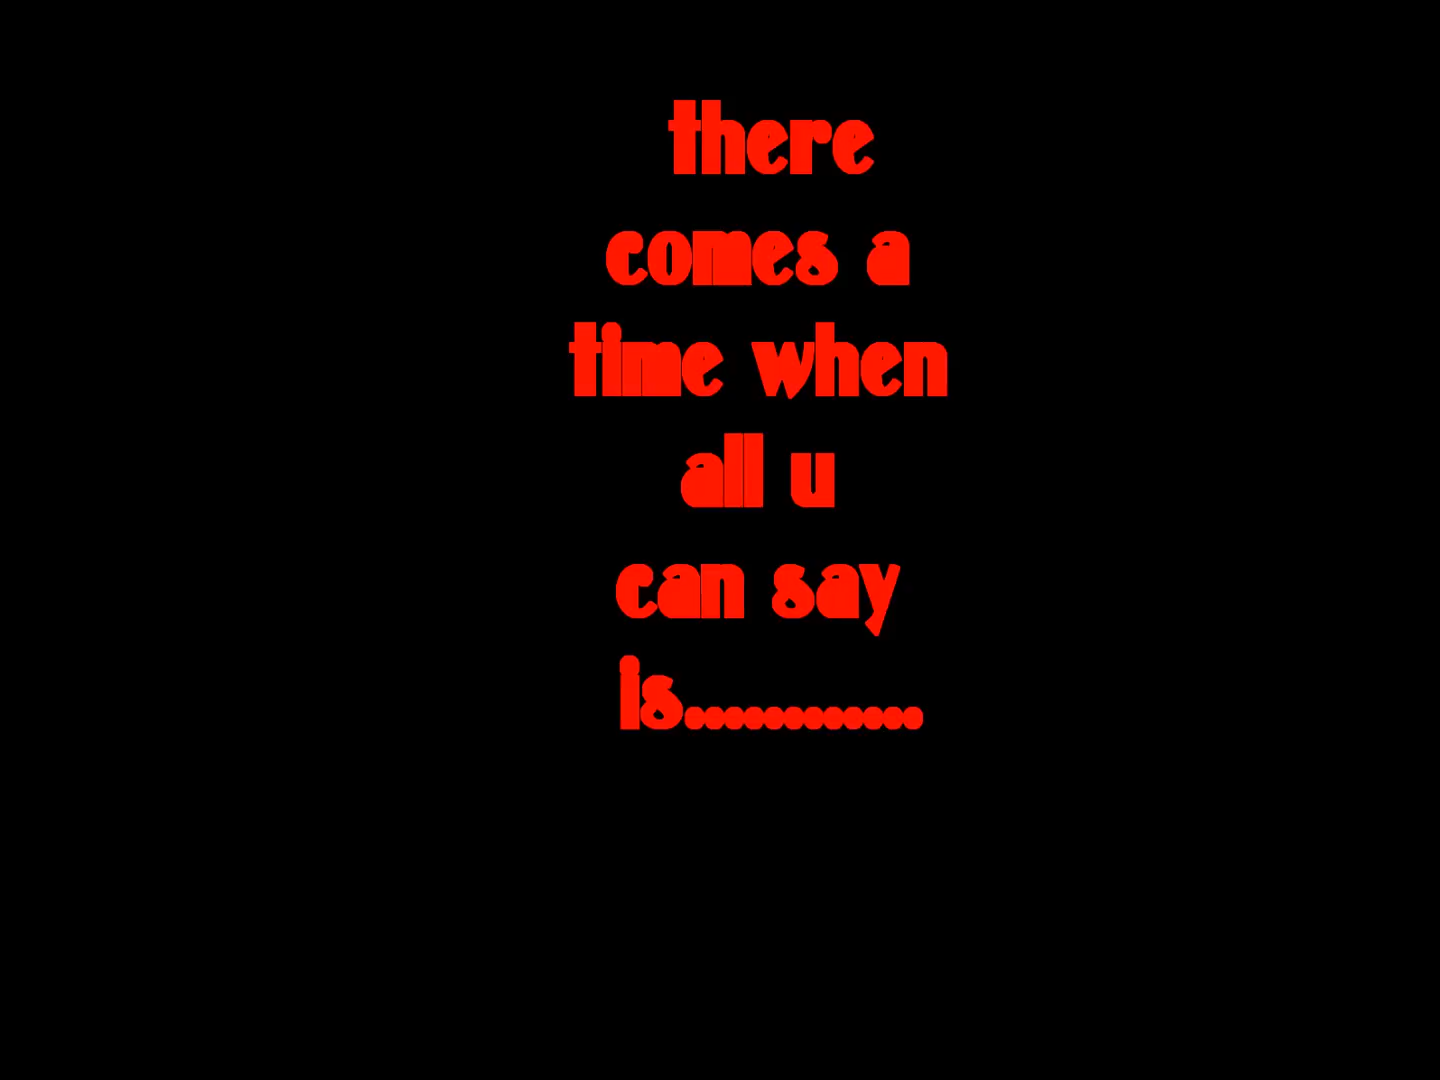 there
comes a
time when
all u
can say
is............